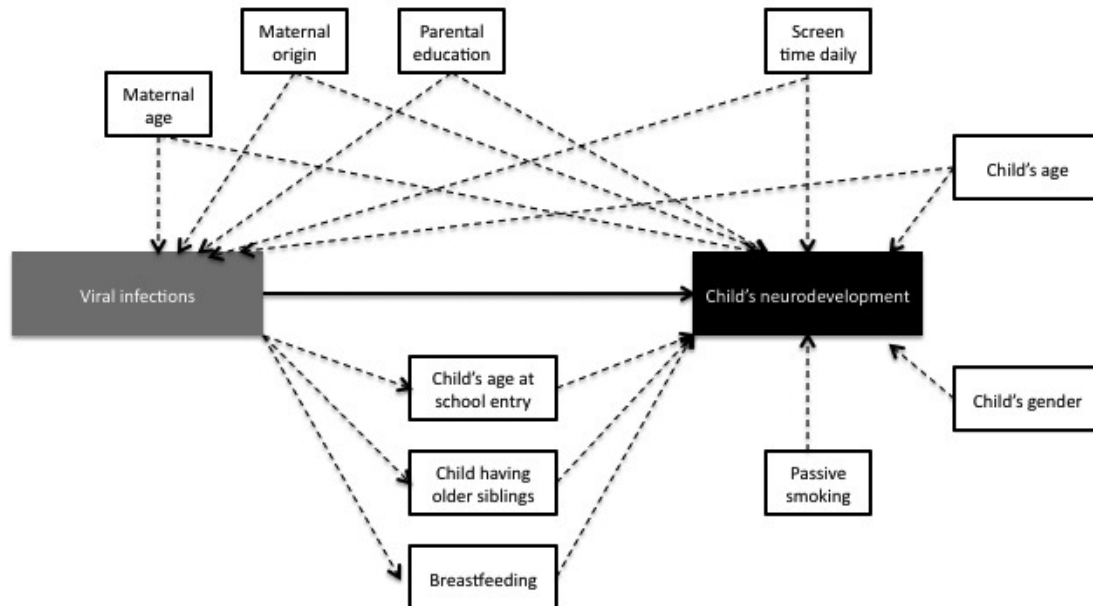 Maternal
origin
Parental
education
Screen
time daily
Maternal
age
Child's age
Viral infections
Child's neurodevelopment
Child's age at
school entry
Child's gender
Child having
older siblings
Passive
smoking
Breastfeeding